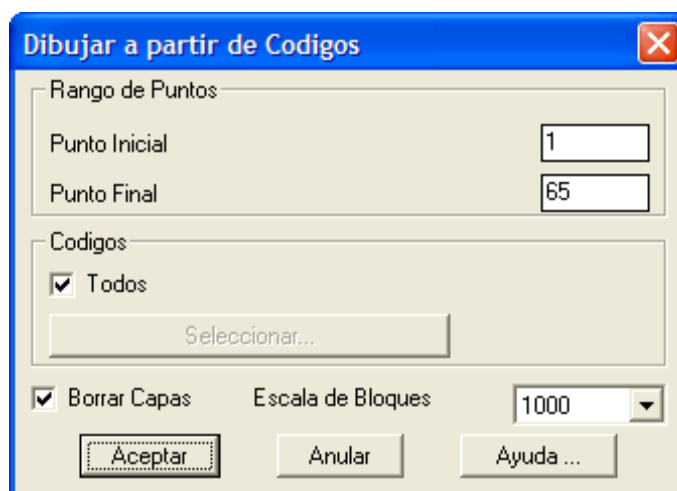 Dibujar a partir de Codigos
Rango de Puntos
Punto Inicial 1
Punto Final 65
Codigos
Todos
Seleccionar...
Borrar Capas Escala de Bloques 1000
Aceptar Anular Ayuda ...